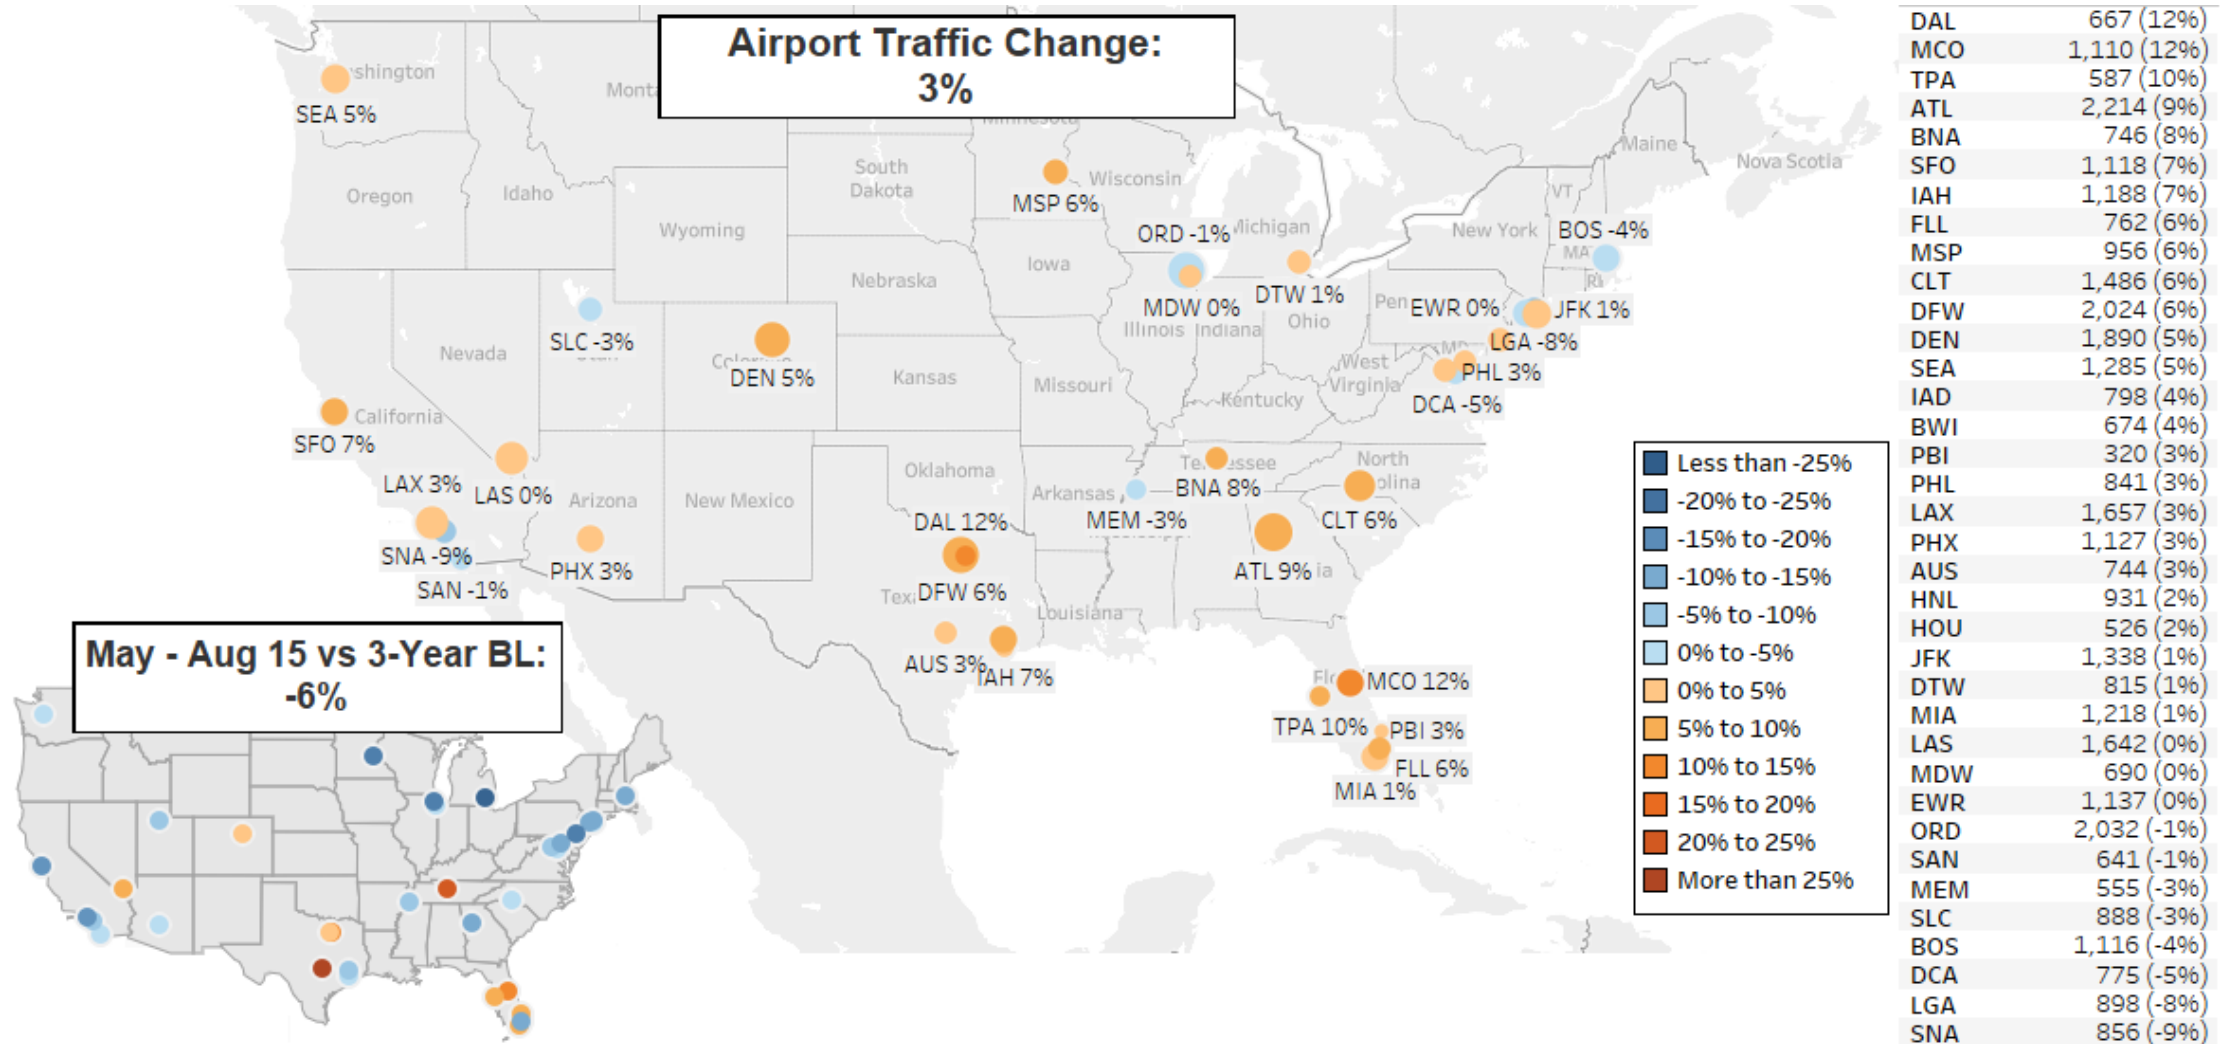 Airport Traffic Change:
3%
SEA 5%
Oregon
Idaho
Wyoming
South
Dakota
Minnesota
MSP 6%
Wisconsin
Michigan
ORD -1%
MDW 0%
DTW 1%
Iowa
Nebraska
New York
VT
Maine
Nova Scotia
BOS -4%
MA
RI
EWR 0%
JFK 1%
LGA -8%
PHL 3%
DCA -5%
Illinois
Indiana
Ohio
West
Virginia
Kentucky
Missouri
Kansas
DEN 5%
SLC -3%
Nevada
California
SFO 7%
LAX 3%
LAS 0%
SNA -9%
SAN -1%
Arizona
PHX 3%
New Mexico
Oklahoma
Arkansas
DAL 12%
DFW 6%
AUS 3%
IAH 7%
Louisiana
MEM -3%
BNA 8%
North
CLT 6%
ATL 9%
MCO 12%
TPA 10%
PBI 3%
FLL 6%
MIA 1%
May - Aug 15 vs 3-Year BL:
-6%
Less than -25%
-20% to -25%
-15% to -20%
-10% to -15%
-5% to -10%
0% to -5%
0% to 5%
5% to 10%
10% to 15%
15% to 20%
20% to 25%
More than 25%
DAL 667 (12%)
MCO 1,110 (12%)
TPA 587 (10%)
ATL 2,214 (9%)
BNA 746 (8%)
SFO 1,118 (7%)
IAH 1,188 (7%)
FLL 762 (6%)
MSP 956 (6%)
CLT 1,486 (6%)
DFW 2,024 (6%)
DEN 1,890 (5%)
SEA 1,285 (5%)
IAD 798 (4%)
BWI 674 (4%)
PBI 320 (3%)
PHL 841 (3%)
LAX 1,657 (3%)
PHX 1,127 (3%)
AUS 744 (3%)
HNL 931 (2%)
HOU 526 (2%)
JFK 1,338 (1%)
DTW 815 (1%)
MIA 1,218 (1%)
LAS 1,642 (0%)
MDW 690 (0%)
EWR 1,137 (0%)
ORD 2,032 (-1%)
SAN 641 (-1%)
MEM 555 (-3%)
SLC 888 (-3%)
BOS 1,116 (-4%)
DCA 775 (-5%)
LGA 898 (-8%)
SNA 856 (-9%)